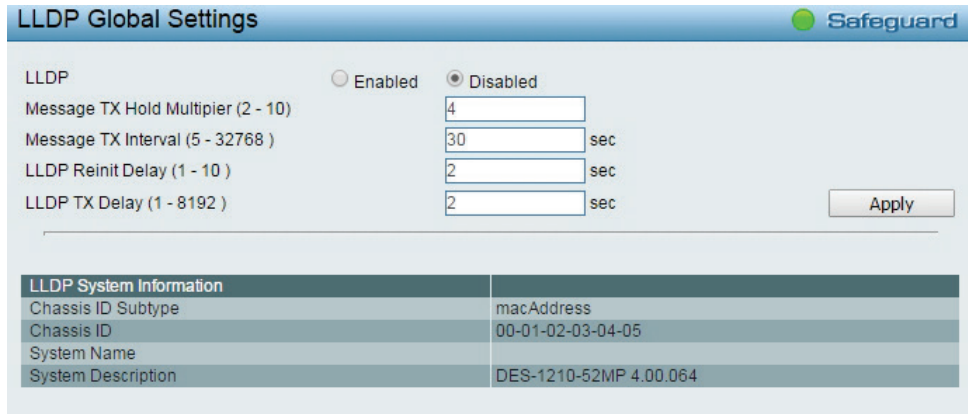 LLDP Global Settings Safeguard
LLDP Enabled Disabled
Message TX Hold Multipier (2 - 10) 4
Message TX Interval (5 - 32768 ) 30 sec
LLDP Reinit Delay (1 - 10 ) 2 sec
LLDP TX Delay (1 - 8192 ) 2 sec Apply
LLDP System Information
Chassis ID Subtype macAddress
Chassis ID 00-01-02-03-04-05
System Name
System Description DES-1210-52MP 4.00.064